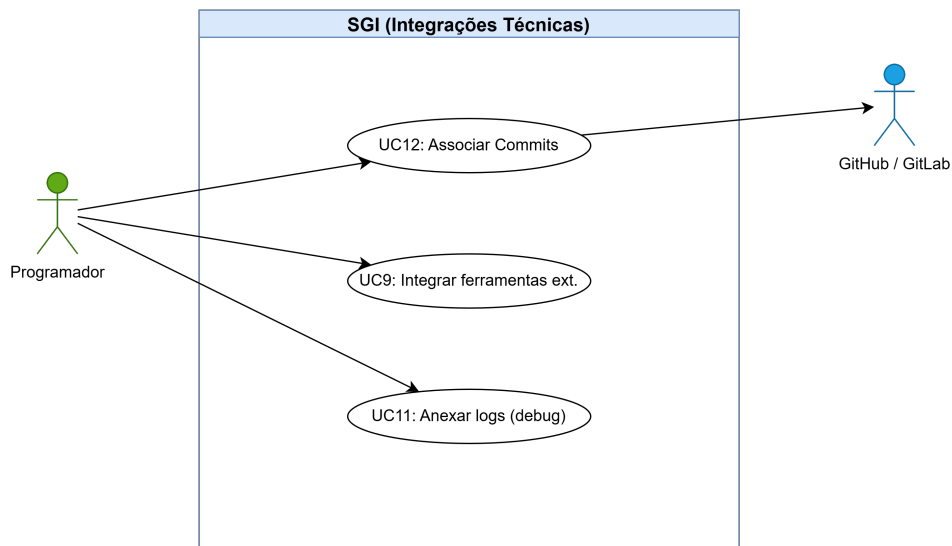 SGI (Integrações Técnicas)
UC12: Associar Commits
GitHub / GitLab
Programador
UC9: Integrar ferramentas ext.
UC11: Anexar logs (debug)